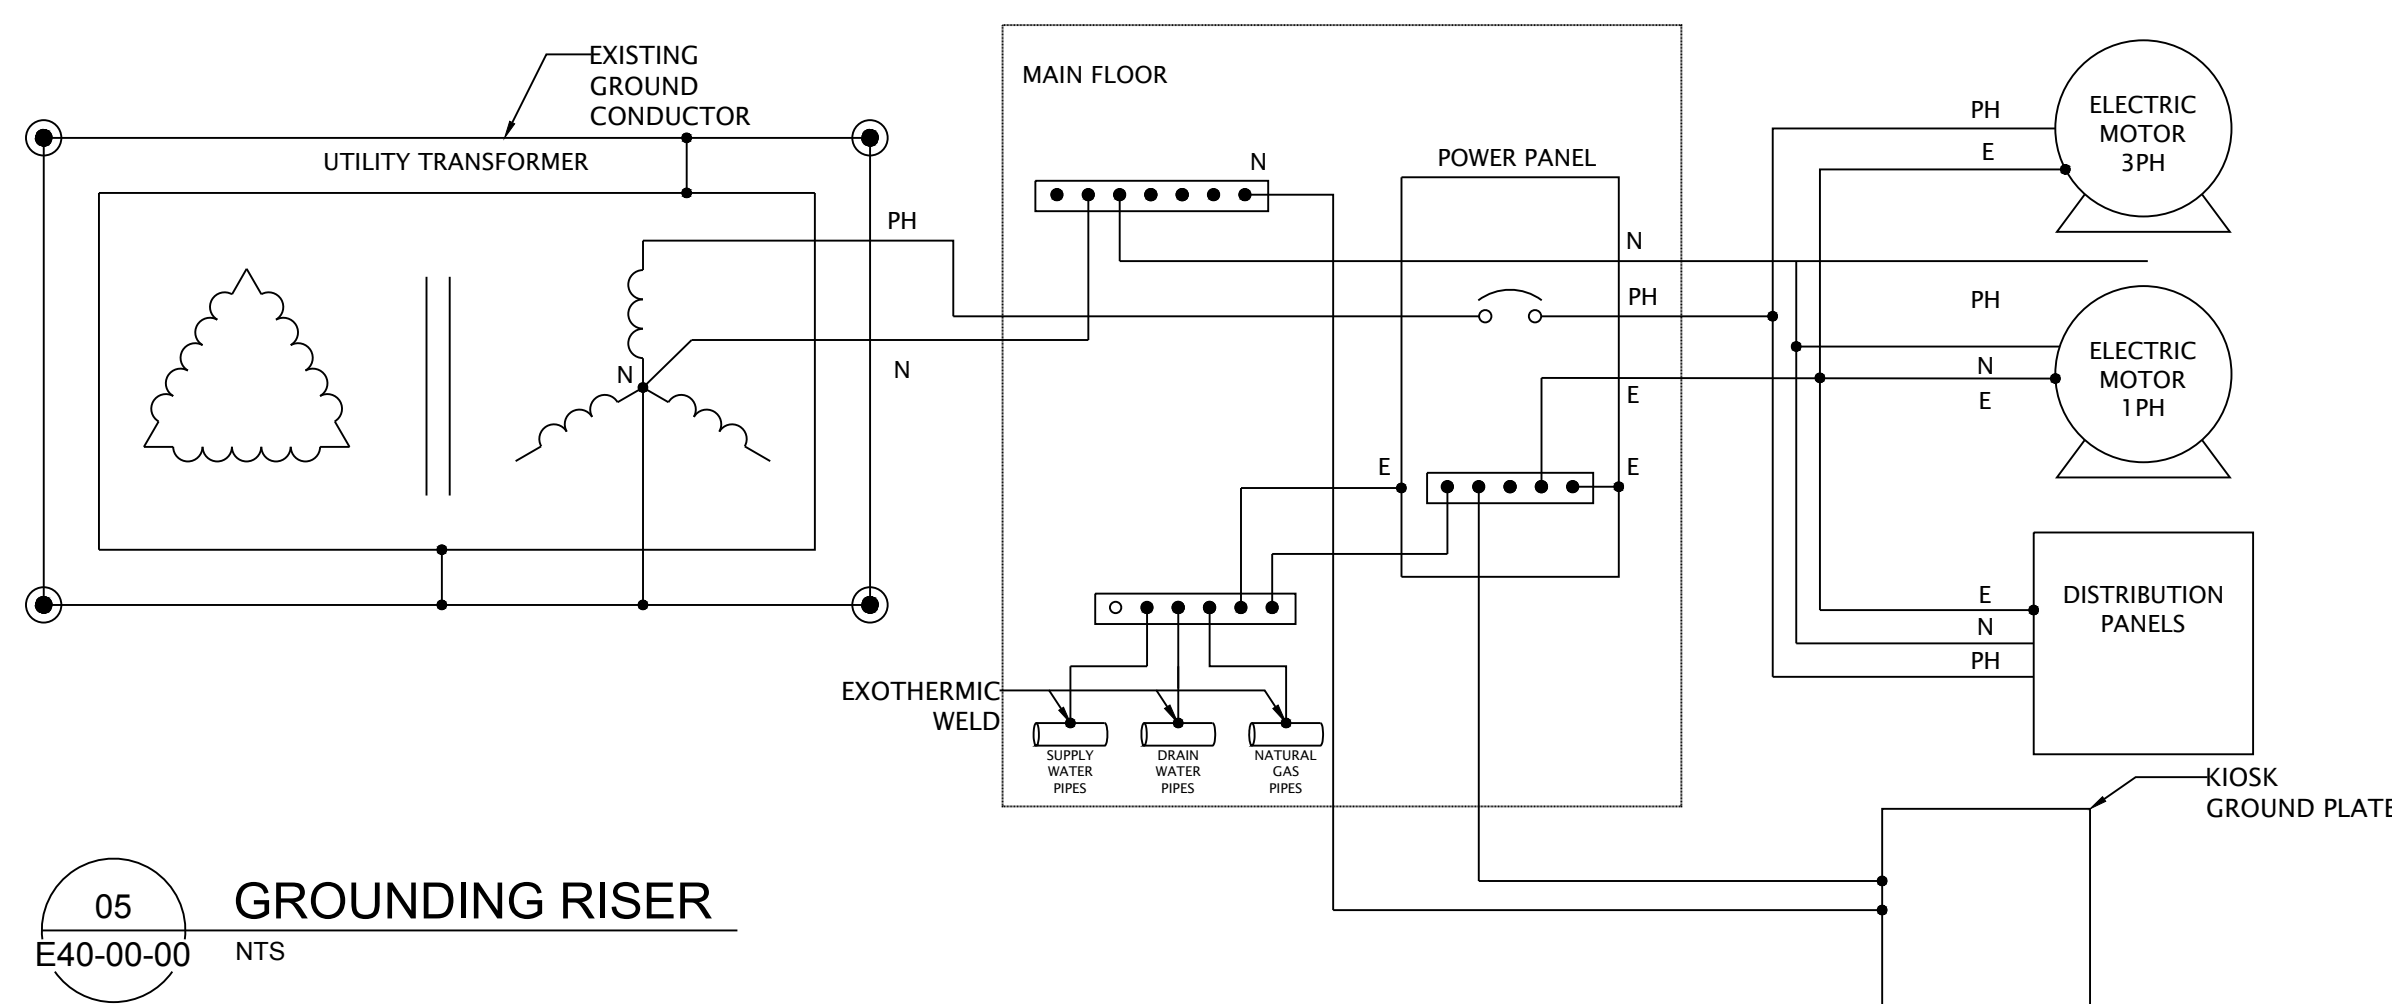 EXISTING
GROUND
CONDUCTOR
UTILITY TRANSFORMER
PH
N
N
MAIN FLOOR
N
POWER PANEL
N
PH
E
E
E
EXOTHERMIC
WELD
SUPPLY
WATER
PIPES
DRAIN
WATER
PIPES
NATURAL
GAS
PIPES
PH
E
ELECTRIC
MOTOR
3PH
PH
N
E
ELECTRIC
MOTOR
1PH
E
N
PH
DISTRIBUTION
PANELS
KIOSK
GROUND PLATE
05
E40-00-00
GROUNDING RISER
NTS